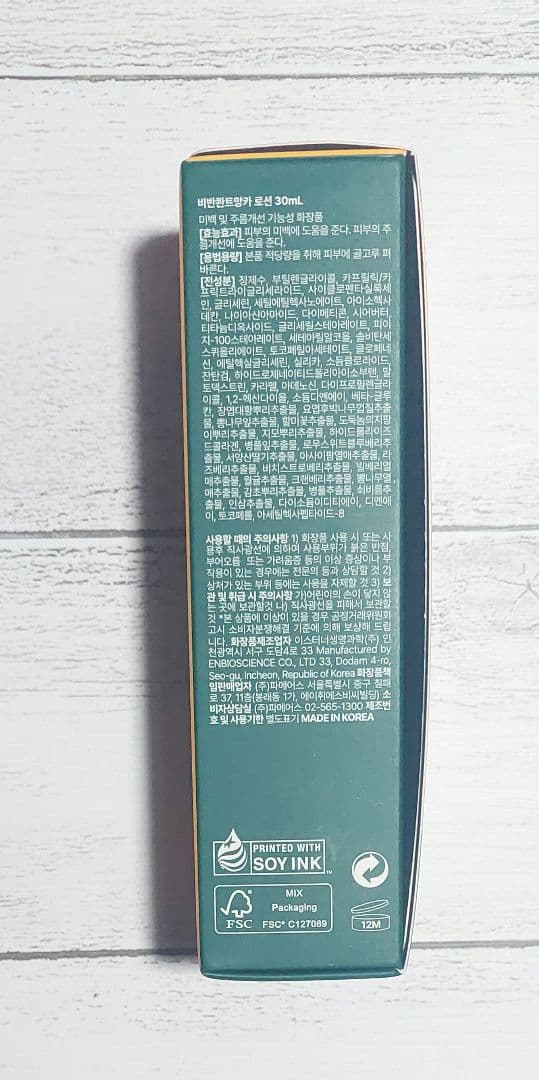 비반콴트망카 로션 30mL
미백 및 주름개선 기능성 화장품
[효능효과] 피부의 미백에 도움을 준다. 피부의 주
름개선에 도움을 준다.
[용법용량] 본품 적당량을 취해 피부에 골고루 펴
바른다.
[전성분] 정제수, 부틸렌글라이콜, 카프릴릭/카
프릭트라이글리세라이드, 사이클로펜타실록세
인, 글리세린, 세틸에틸헥사노에이트, 아이소헥사
데칸, 나이아신아마이드, 다이메티콘, 시어버터,
티타늄디옥사이드, 글리세릴스테아레이트, 피이
지-100스테아레이트, 세테아릴알코올, 솔비탄세
스퀴올리에이트, 토코페릴아세테이트, 클로페네
신, 에틸헥실글리세린, 실리카, 소듐클로라이드,
잔탄검, 하이드로제네이티드폴리아이소부텐, 말
토덱스트린, 카라멜, 아데노신, 다이프로필렌글라
이콜, 1,2-헥산다이올, 소듐디엔에이, 베타-글루
칸, 장엽대황뿌리추출물, 요엽후박나무껍질추출
물, 뽕나무잎추출물, 할미꽃추출물, 도둑놈의지팡
이뿌리추출물, 지모뿌리추출물, 하이드롤라이즈
드콜라겐, 병풀잎추출물, 로우스위트블루베리추
출물, 서양산딸기추출물, 아사이팜열매추출물, 라
즈베리추출물, 비치스트로베리추출물, 빌베리열
매추출물, 월귤추출물, 크랜베리추출물, 뽕나무열
매추출물, 감초뿌리추출물, 병풀추출물, 쇠비름추
출물, 인삼추출물, 다이소듐이디티에이, 디엔에
이, 토코페롤, 아세틸헥사펩타이드-8
사용할 때의 주의사항 1) 화장품 사용 시 또는 사
용후 직사광선에 의하여 사용부위가 붉은 반점,
부어오름 또는 가려움증 등의 이상 증상이나 부
작용이 있는 경우에는 전문의 등과 상담할 것 2)
상처가 있는 부위 등에는 사용을 자제할 것 3) 보
관 및 취급 시 주의사항 가)어린이의 손이 닿지 않
는 곳에 보관할것 나) 직사광선을 피해서 보관할
것 *본 상품에 이상이 있을 경우 공정거래위원회
고시 소비자분쟁해결 기준에 의해 보상해 드립
니다. 화장품제조업자 이스터너생명과학(주) 인
천광역시 서구 도담4로 33 Manufactured by
ENBIOSCIENCE CO., LTD 33, Dodam 4-ro,
Seo-gu, Incheon, Republic of Korea 화장품책
임판매업자 (주)파메어스 서울특별시 중구 칠패
로 37, 11층(봉래동 1가, 에이취에스비씨빌딩) 소
비자상담실 (주)파메어스 02-565-1300 제조번
호 및 사용기한 별도표기 MADE IN KOREA
PRINTED WITH
SOY INK
TM
MIX
Packaging
FSC
FSC® C127089
12M